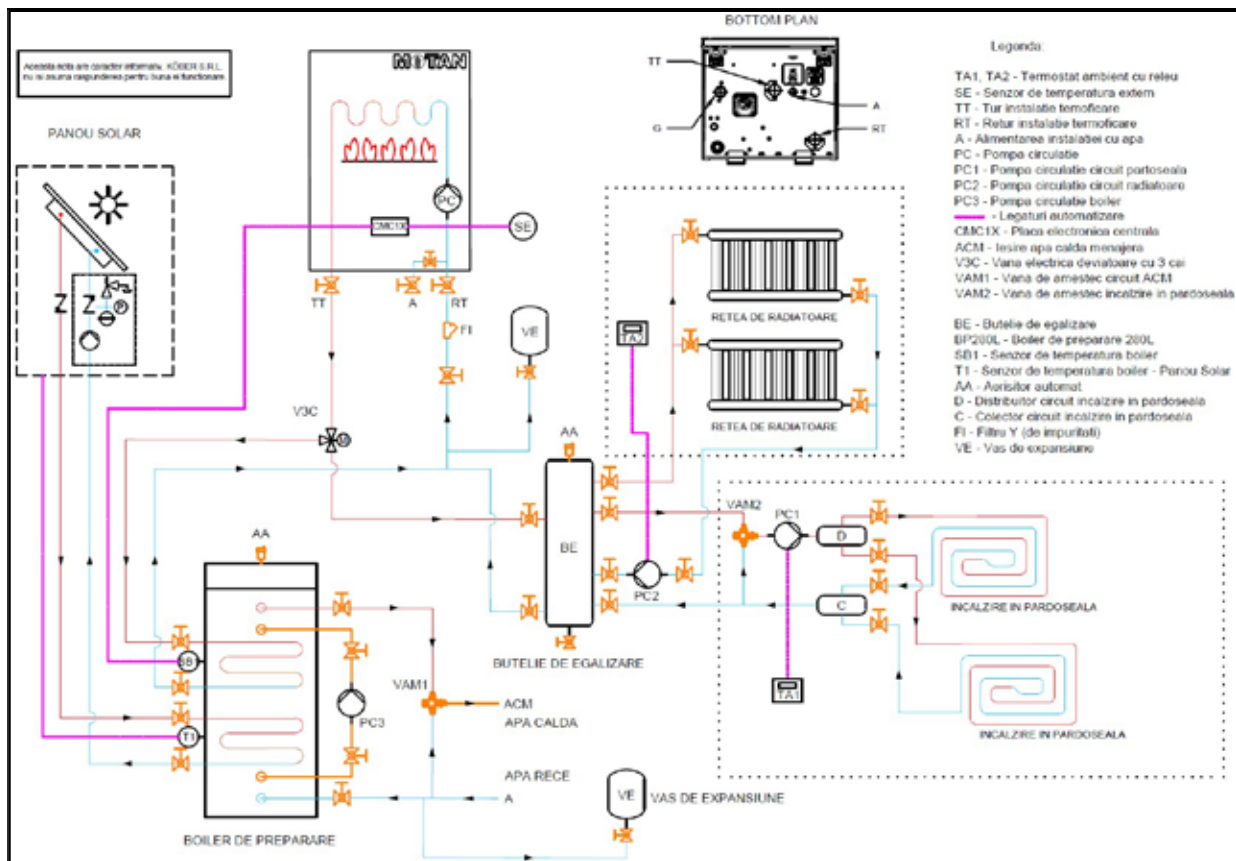 Aceasta nota are caracter informativ. KÖBER S.R.L.
nu isi asuma raspunderea pentru buna ei functionare.
PANOU SOLAR
P
MOTAN
PC
CMC1X
SE
TT
A
RT
FI
VE
V3C
M
BOTTOM PLAN
TT
G
A
RT
Legenda:
TA1, TA2 - Termostat ambient cu releu
SE - Senzor de temperatura extern
TT - Tur instalatie termoficare
RT - Retur instalatie termoficare
A - Alimentarea instalatiei cu apa
PC - Pompa circulatie
PC1 - Pompa circulatie circuit partoseala
PC2 - Pompa circulatie circuit radiatoare
PC3 - Pompa circulatie boiler
- Legaturi automatizare
CMC1X - Placa electronica centrala
ACM - Iesire apa calda menajera
V3C - Vana electrica deviatoare cu 3 cai
VAM1 - Vana de amestec circuit ACM
VAM2 - Vana de amestec incalzire in pardoseala
BE - Butelie de egalizare
BP280L - Boiler de preparare 280L
SB1 - Senzor de temperatura boiler
T1 - Senzor de temperatura boiler - Panou Solar
AA - Aerisitor automat
D - Distribuitor circuit incalzire in pardoseala
C - Colector circuit incalzire in pardoseala
FI - Filtru Y (de impuritati)
VE - Vas de expansiune
RETEA DE RADIATOARE
TA2
RETEA DE RADIATOARE
AA
BE
PC2
BUTELIE DE EGALIZARE
VAM2
PC1
D
C
TA1
INCALZIRE IN PARDOSEALA
INCALZIRE IN PARDOSEALA
AA
SB
T1
PC3
VAM1
ACM
APA CALDA
APA RECE
A
BOILER DE PREPARARE
VE
VAS DE EXPANSIUNE